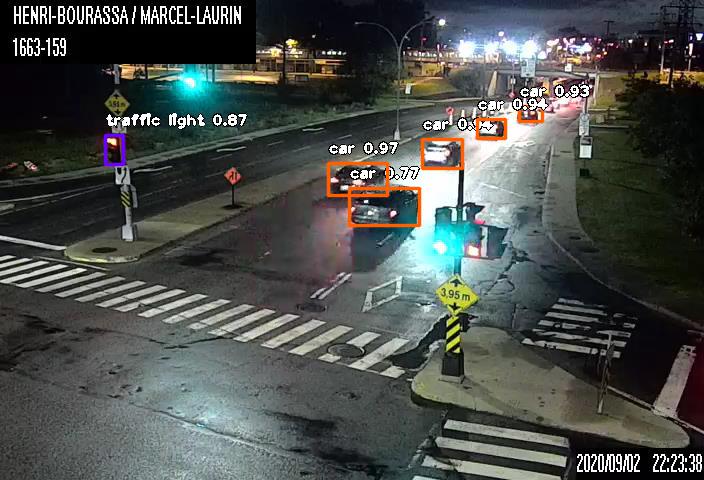 HENRI-BOURASSA / MARCEL-LAURIN
1663-159
car 0.93
car 0.94
traffic light 0.87
car 0.97
car 0.77
3.95 m
2020/09/02 22:23:38